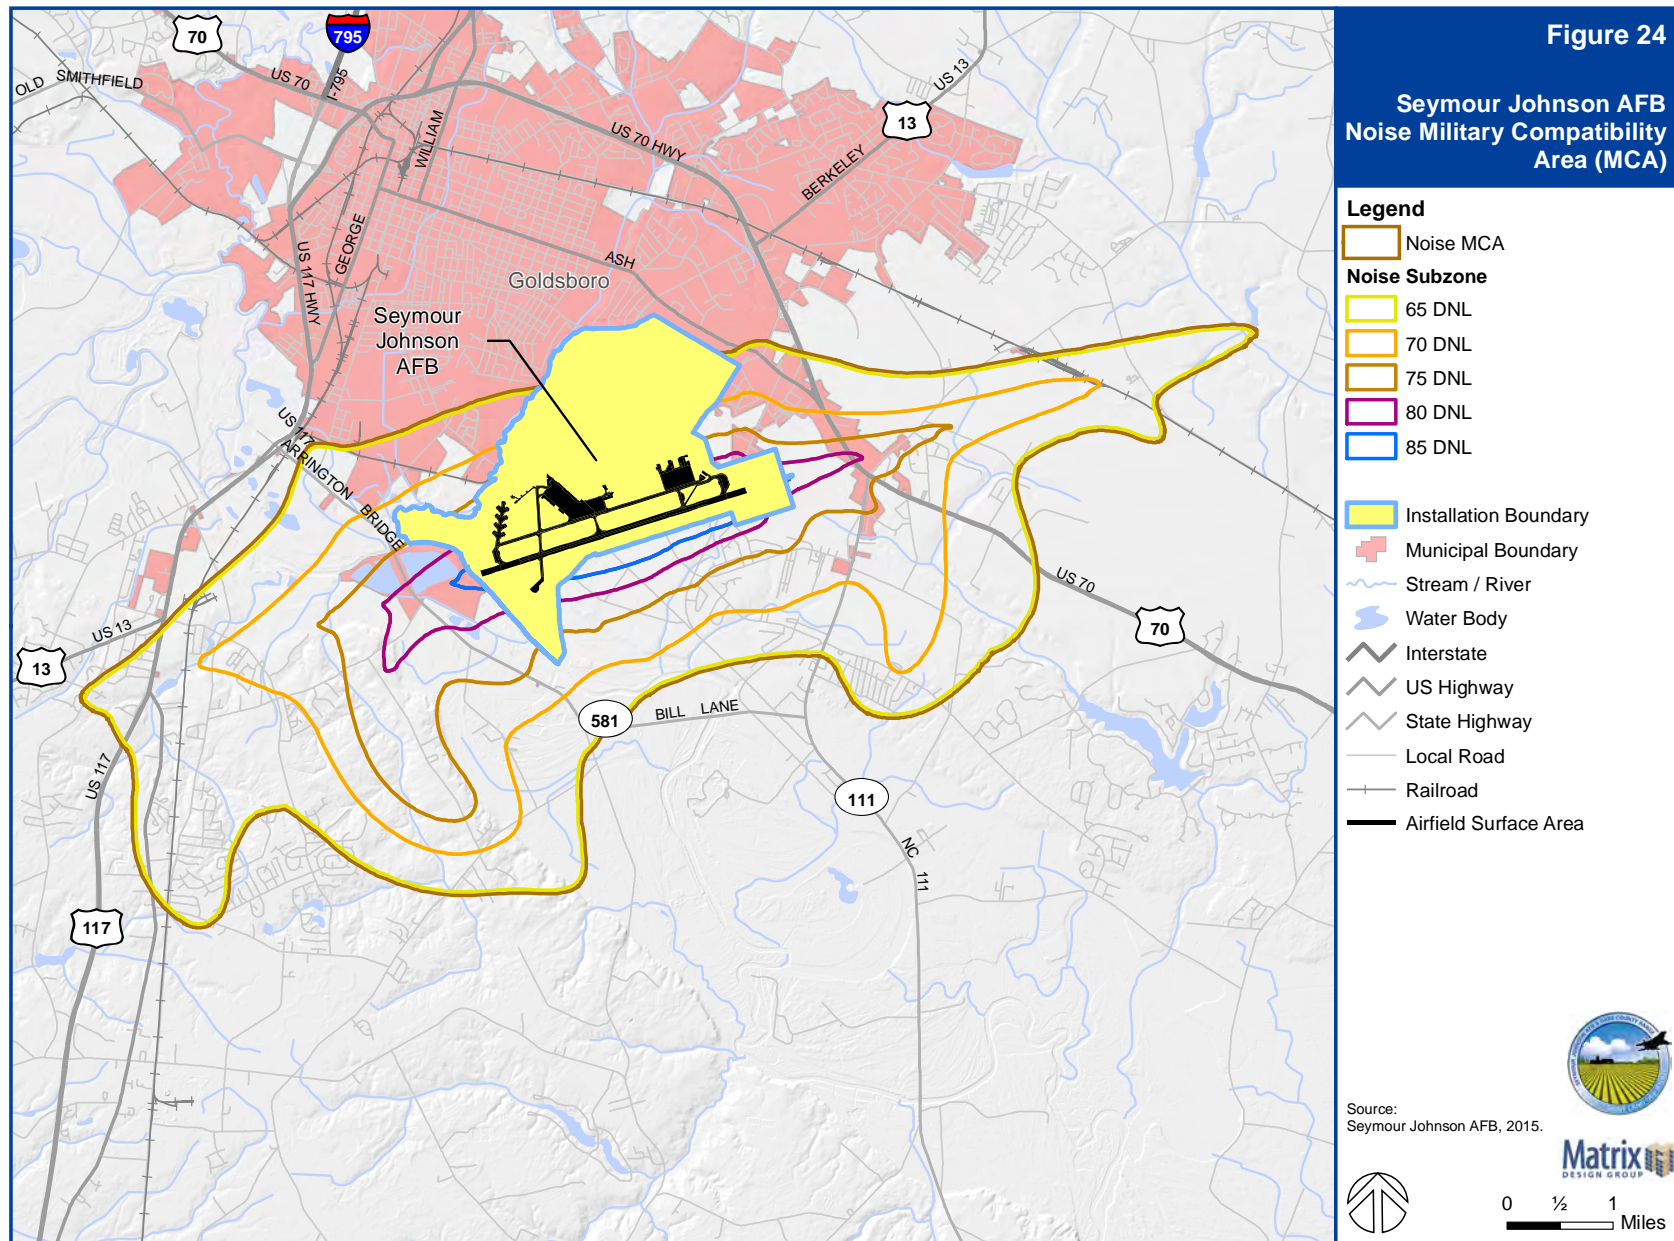 70
795
OLD SMITHFIELD
US 70
I-795
WILLIAM
US 13
13
US 70 HWY
BERKELEY
GEORGE
US 117 HWY
ASH
Goldsboro
Seymour
Johnson
AFB
US 117
ARRINGTON BRIDGE
US 13
13
US 70
70
581
BILL LANE
US 117
111
NC 111
117
Figure 24
Seymour Johnson AFB
Noise Military Compatibility
Area (MCA)
Legend
Noise MCA
Noise Subzone
65 DNL
70 DNL
75 DNL
80 DNL
85 DNL
Installation Boundary
Municipal Boundary
Stream / River
Water Body
Interstate
US Highway
State Highway
Local Road
Railroad
Airfield Surface Area
Source:
Seymour Johnson AFB, 2015.
Matrix
DESIGN GROUP
0 ½ 1
Miles